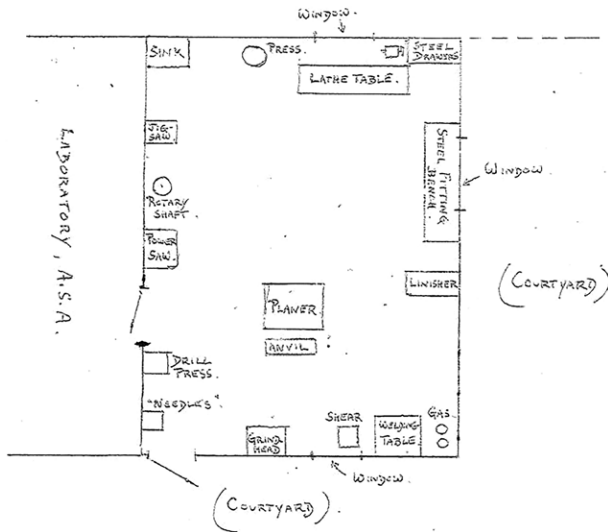 WINDOW.
SINK
PRESS.
STEEL
DRAWERS
LATHE TABLE.
JIG-
SAW.
LABORATORY, A.S.A.
STEEL FITTING
BENCH.
WINDOW
ROTARY
SHAFT.
POWER
SAW.
LINISHER
(COURTYARD)
PLANER
ANVIL
DRILL
PRESS.
"NEEDLES".
GRIND
HEAD
SHEAR
WELDING
TABLE.
GAS.
WINDOW.
(COURTYARD).